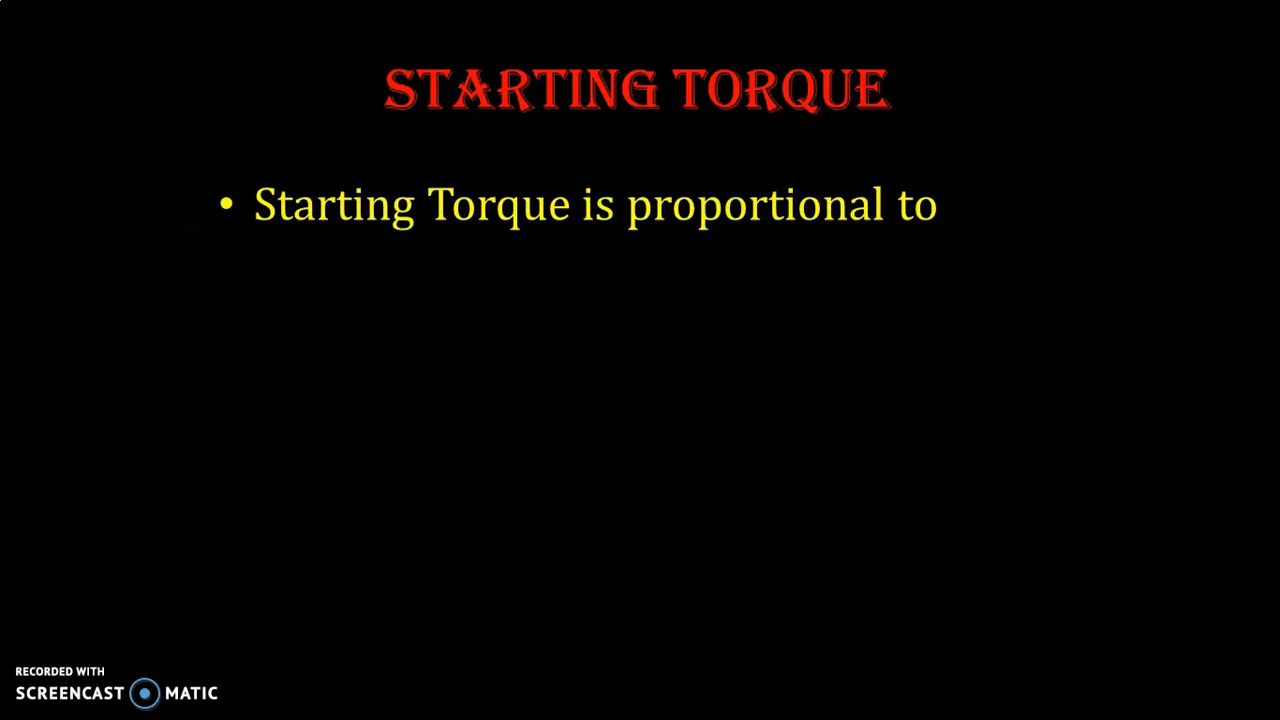 STARTING TORQUE
• Starting Torque is proportional to
RECORDED WITH
SCREENCAST MATIC